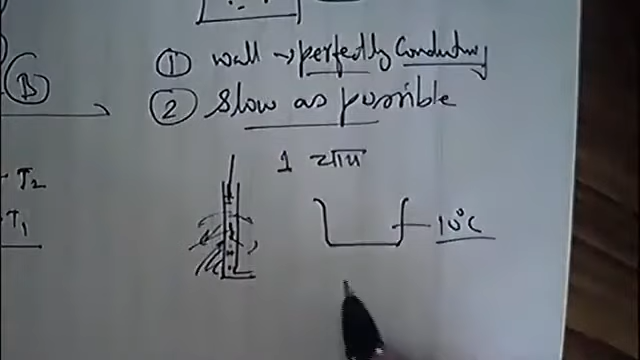 ① wall → perfectly Conducting
Ⓑ
② Slow as possible
T₂
T₁
1
10°C